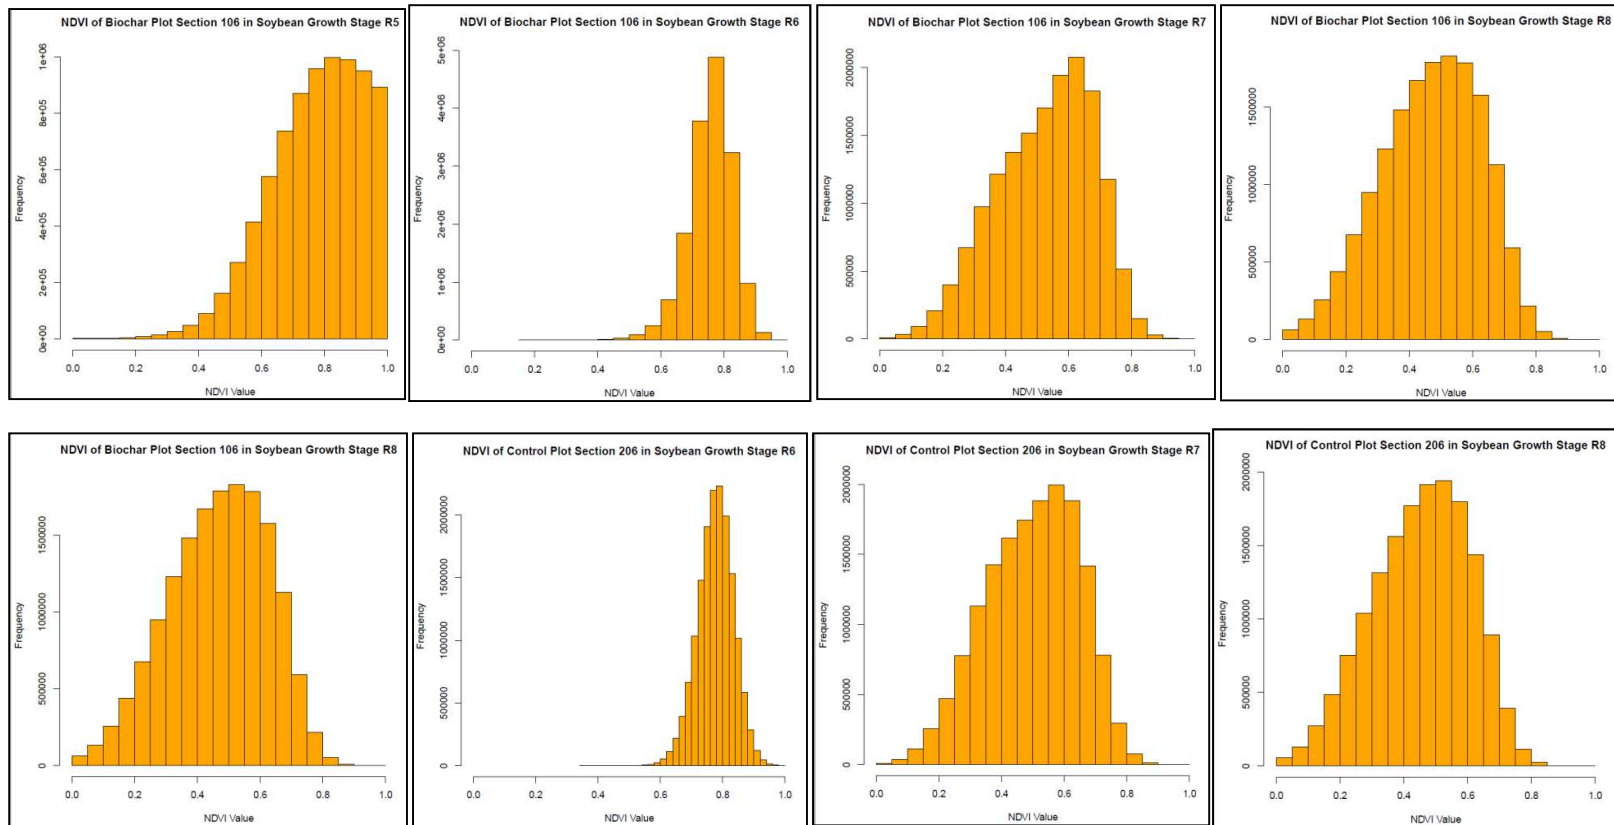 NDVI of Biochar Plot Section 106 in Soybean Growth Stage R5
Frequency
0e+00 2e+05 4e+05 6e+05 8e+05 1e+06
0.0 0.2 0.4 0.6 0.8 1.0
NDVI Value
NDVI of Biochar Plot Section 106 in Soybean Growth Stage R6
Frequency
0e+00 1e+06 2e+06 3e+06 4e+06 5e+06
0.0 0.2 0.4 0.6 0.8 1.0
NDVI Value
NDVI of Biochar Plot Section 106 in Soybean Growth Stage R7
Frequency
0 500000 1000000 1500000 2000000
0.0 0.2 0.4 0.6 0.8 1.0
NDVI Value
NDVI of Biochar Plot Section 106 in Soybean Growth Stage R8
Frequency
0 500000 1000000 1500000
0.0 0.2 0.4 0.6 0.8 1.0
NDVI Value
NDVI of Biochar Plot Section 106 in Soybean Growth Stage R8
Frequency
0 500000 1000000 1500000
0.0 0.2 0.4 0.6 0.8 1.0
NDVI Value
NDVI of Control Plot Section 206 in Soybean Growth Stage R6
Frequency
0 500000 1000000 1500000 2000000
0.0 0.2 0.4 0.6 0.8 1.0
NDVI Value
NDVI of Control Plot Section 206 in Soybean Growth Stage R7
Frequency
0 500000 1000000 1500000 2000000
0.0 0.2 0.4 0.6 0.8 1.0
NDVI Value
NDVI of Control Plot Section 206 in Soybean Growth Stage R8
Frequency
0 500000 1000000 1500000 2000000
0.0 0.2 0.4 0.6 0.8 1.0
NDVI Value